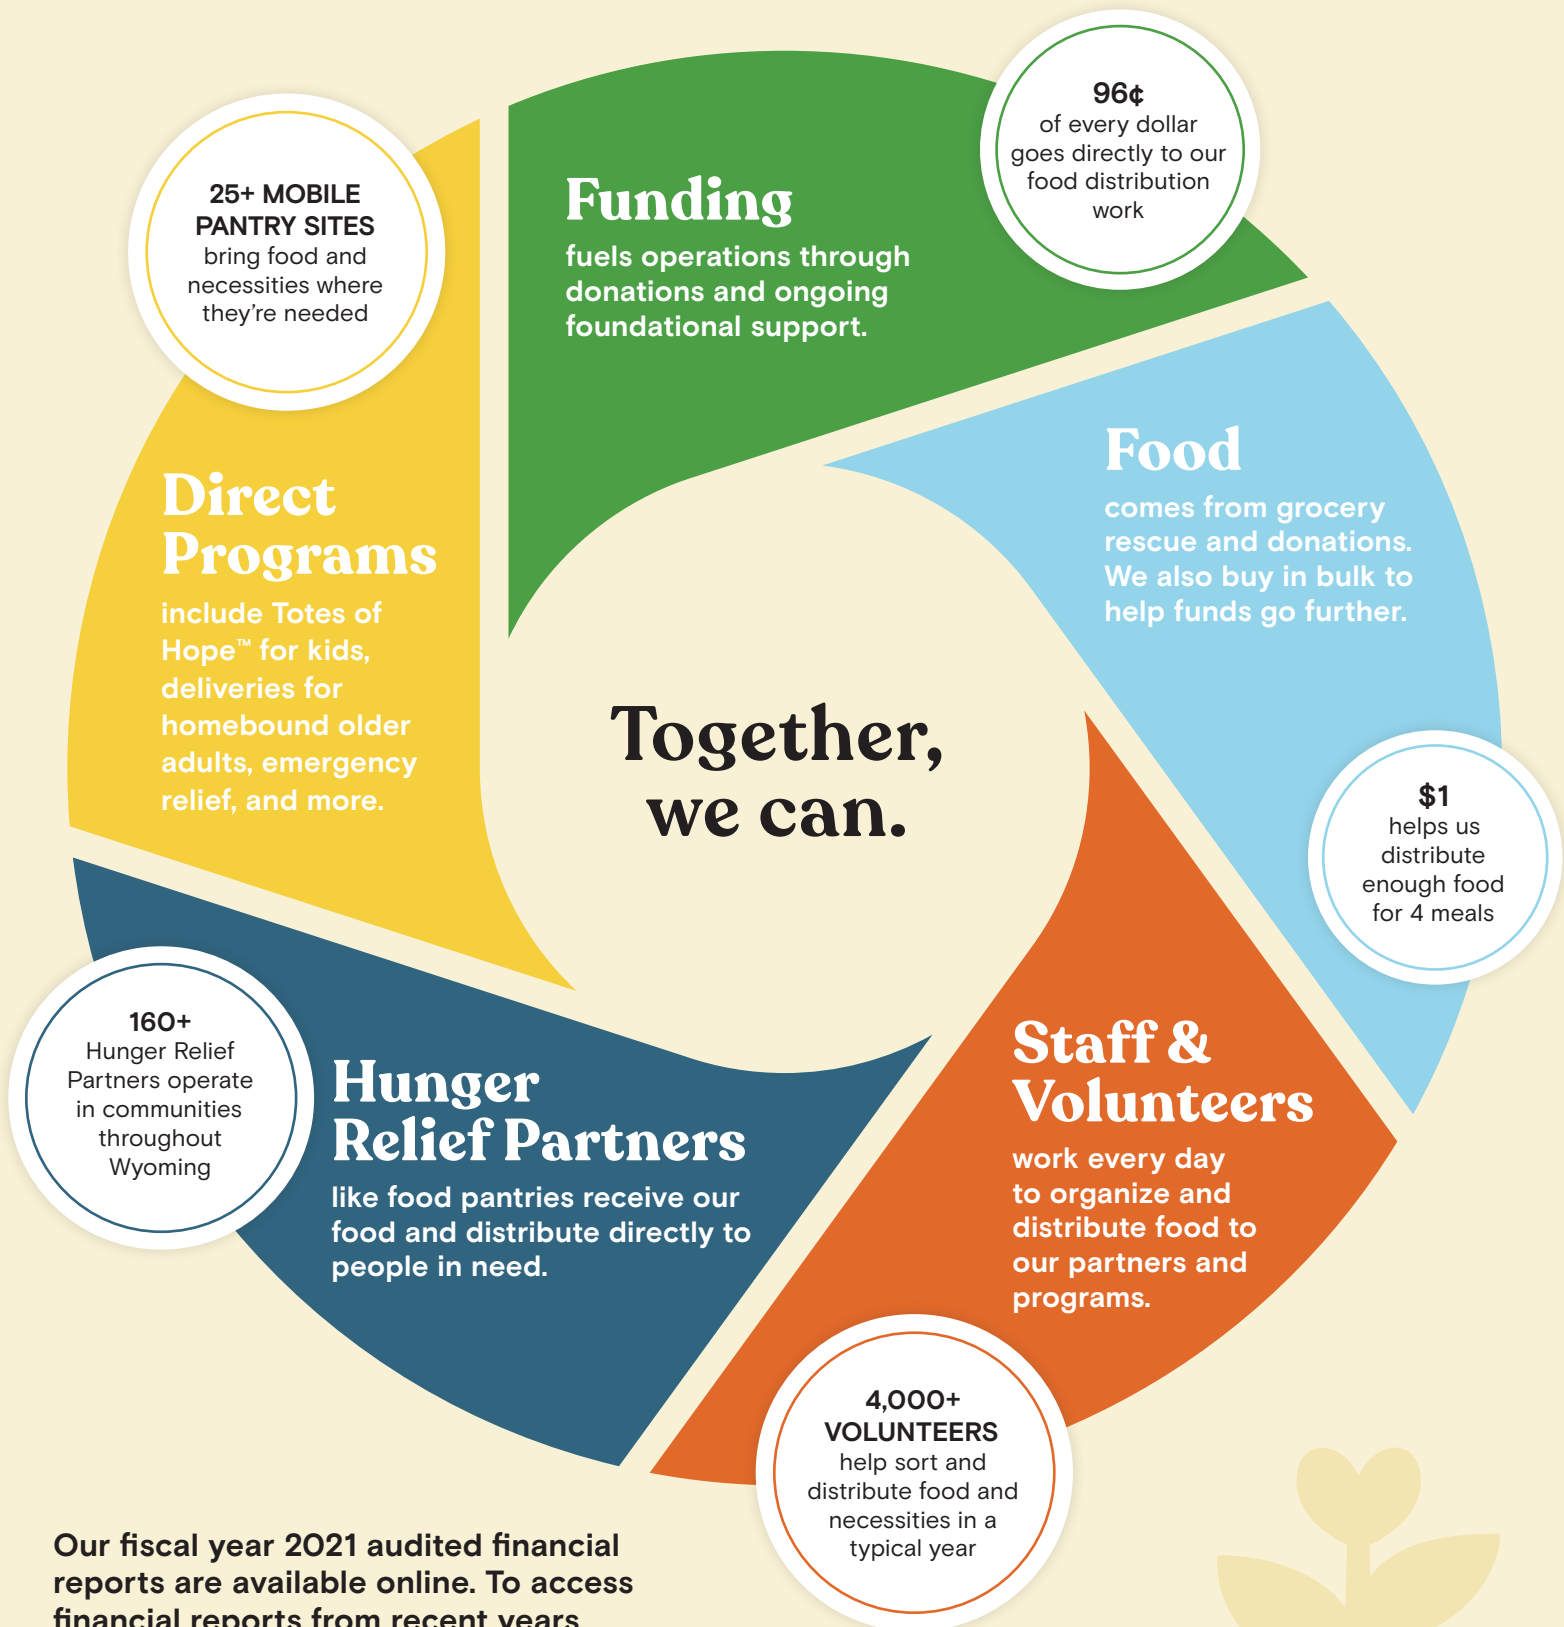 96¢
of every dollar
goes directly to our
food distribution
work
25+ MOBILE
PANTRY SITES
bring food and
necessities where
they’re needed
Funding
fuels operations through
donations and ongoing
foundational support.
Food
comes from grocery
rescue and donations.
We also buy in bulk to
help funds go further.
Direct
Programs
include Totes of
Hope™ for kids,
deliveries for
homebound older
adults, emergency
relief, and more.
Together,
we can.
$1
helps us
distribute
enough food
for 4 meals
160+
Hunger Relief
Partners operate
in communities
throughout
Wyoming
Hunger
Relief Partners
like food pantries receive our
food and distribute directly to
people in need.
Staff &
Volunteers
work every day
to organize and
distribute food to
our partners and
programs.
4,000+
VOLUNTEERS
help sort and
distribute food and
necessities in a
typical year
Our fiscal year 2021 audited financial
reports are available online. To access
financial reports from recent years